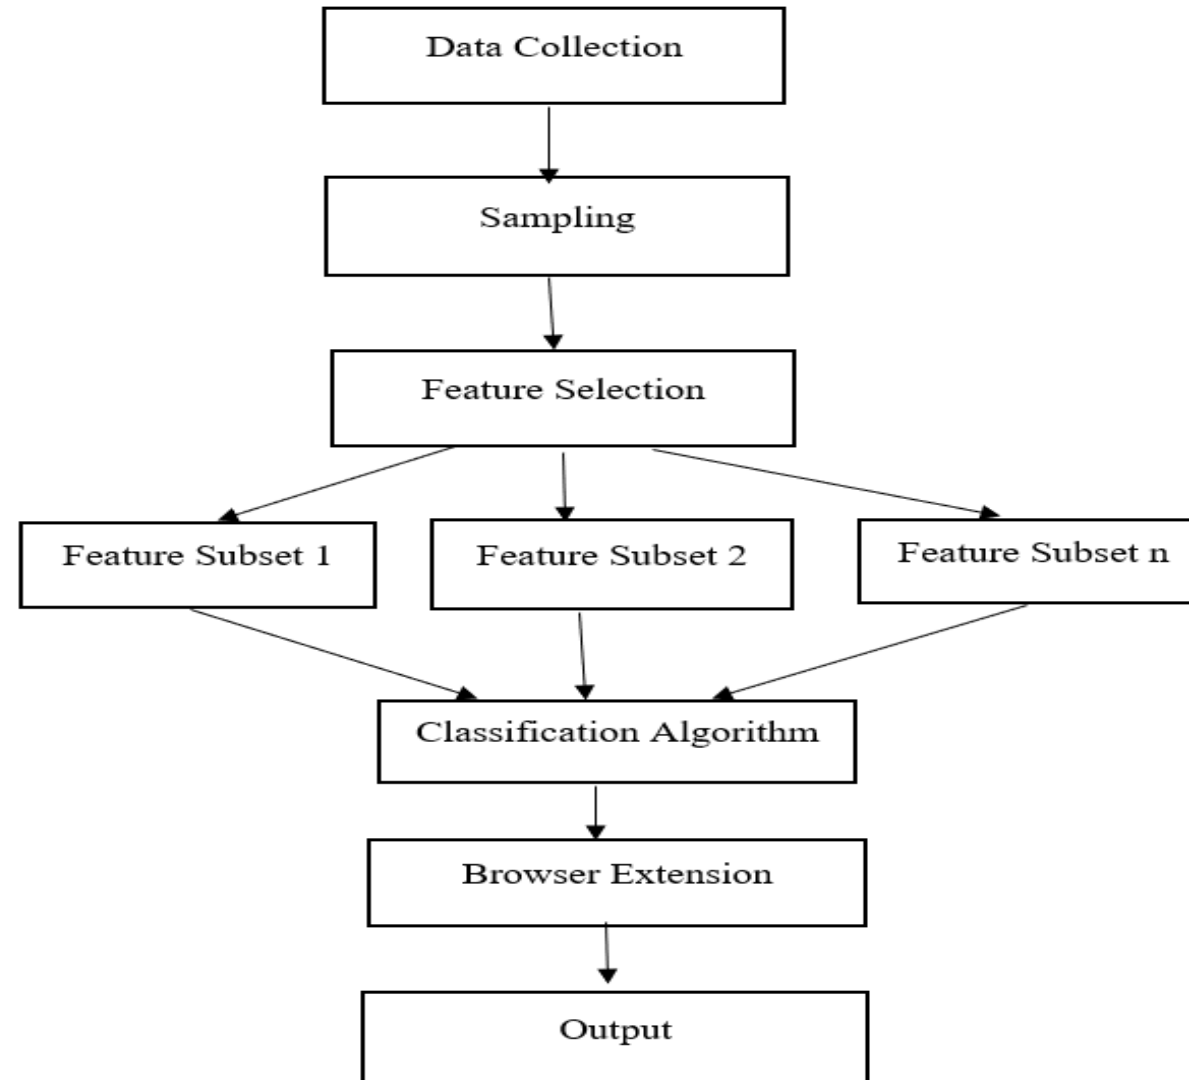 Data Collection
Sampling
Feature Selection
Feature Subset 1
Feature Subset 2
Feature Subset n
Classification Algorithm
Browser Extension
Output